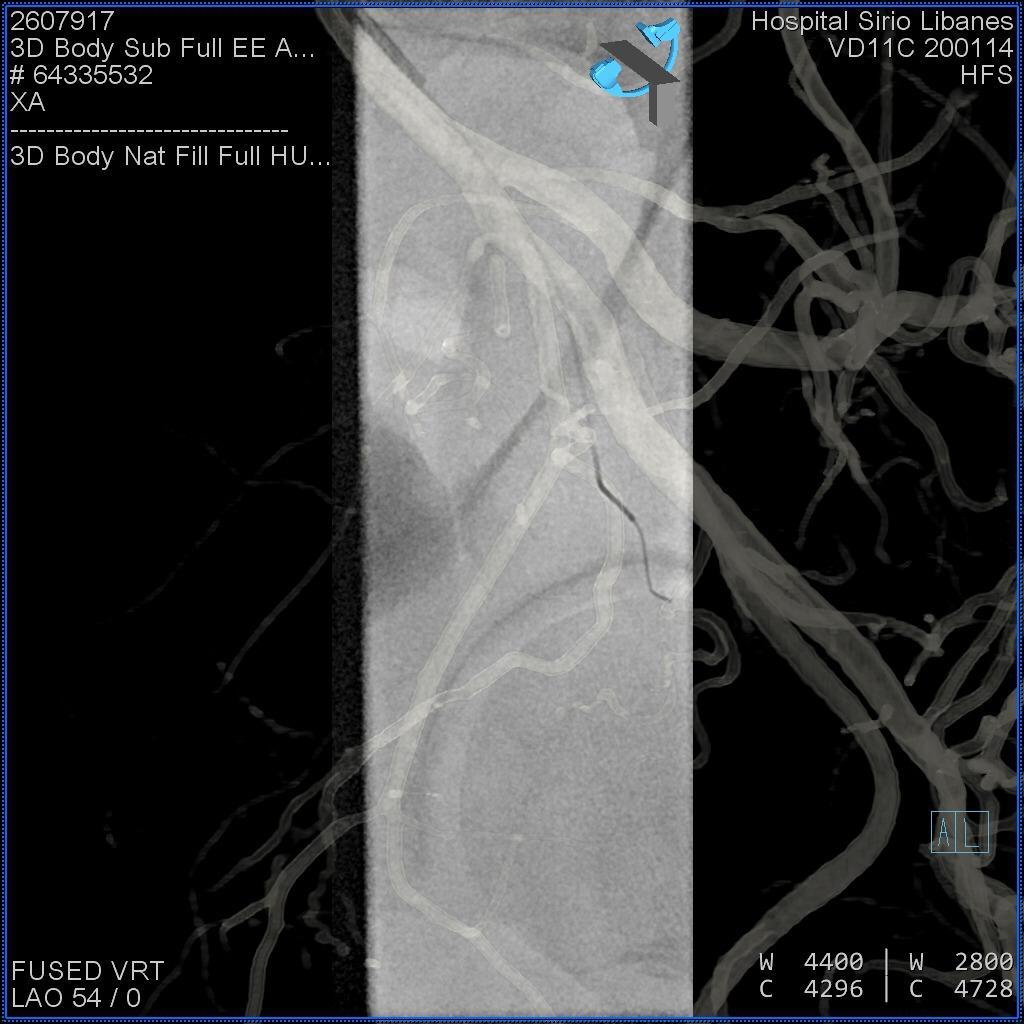 2607917
3D Body Sub Full EE A...
# 64335532
XA
------------------------------
3D Body Nat Fill Full HU...
Hospital Sirio Libanes
VD11C 200114
HFS
A L
FUSED VRT
LAO 54 / 0
W 4400 | W 2800
C 4296 | C 4728